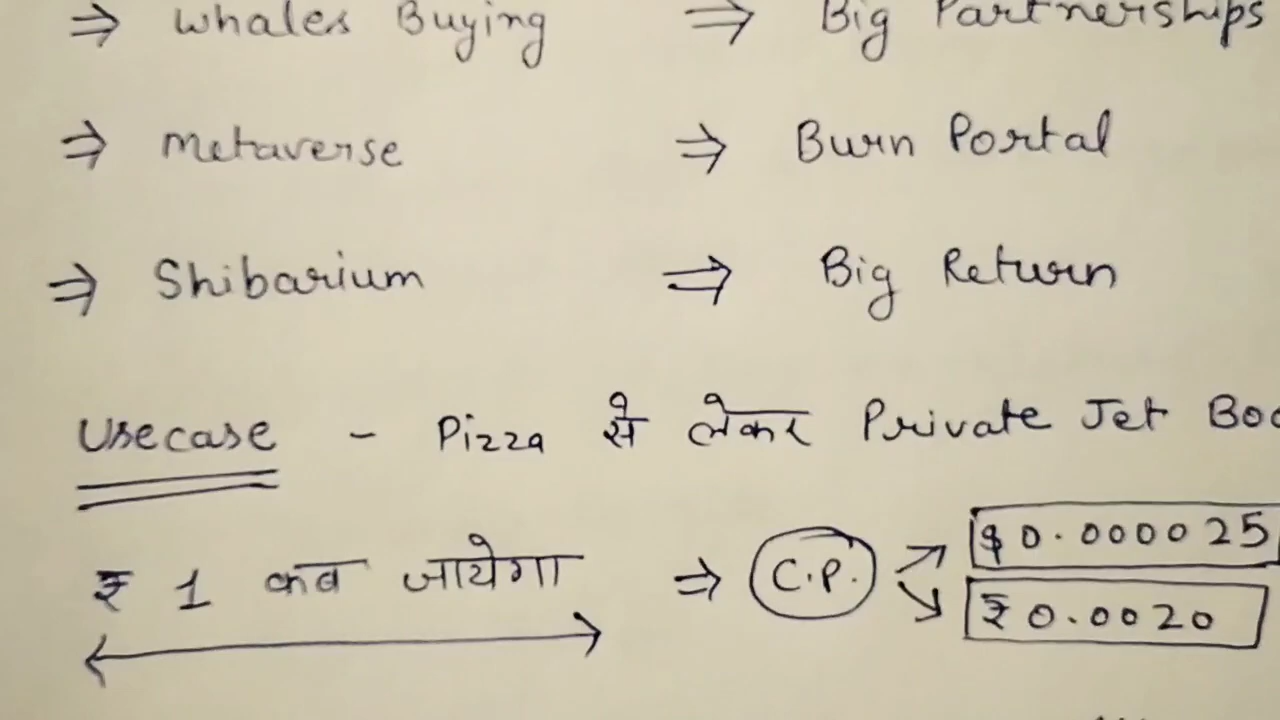 ⇒ Whales Buying ⇒ Big Partnerships
⇒ Metaverse ⇒ Burn Portal
⇒ Shibarium ⇒ Big Return
Usecase - Pizza से लेकर Private Jet Boo
₹ 1 कब जायेगा ⇒ C.P. $0.000025
₹0.0020